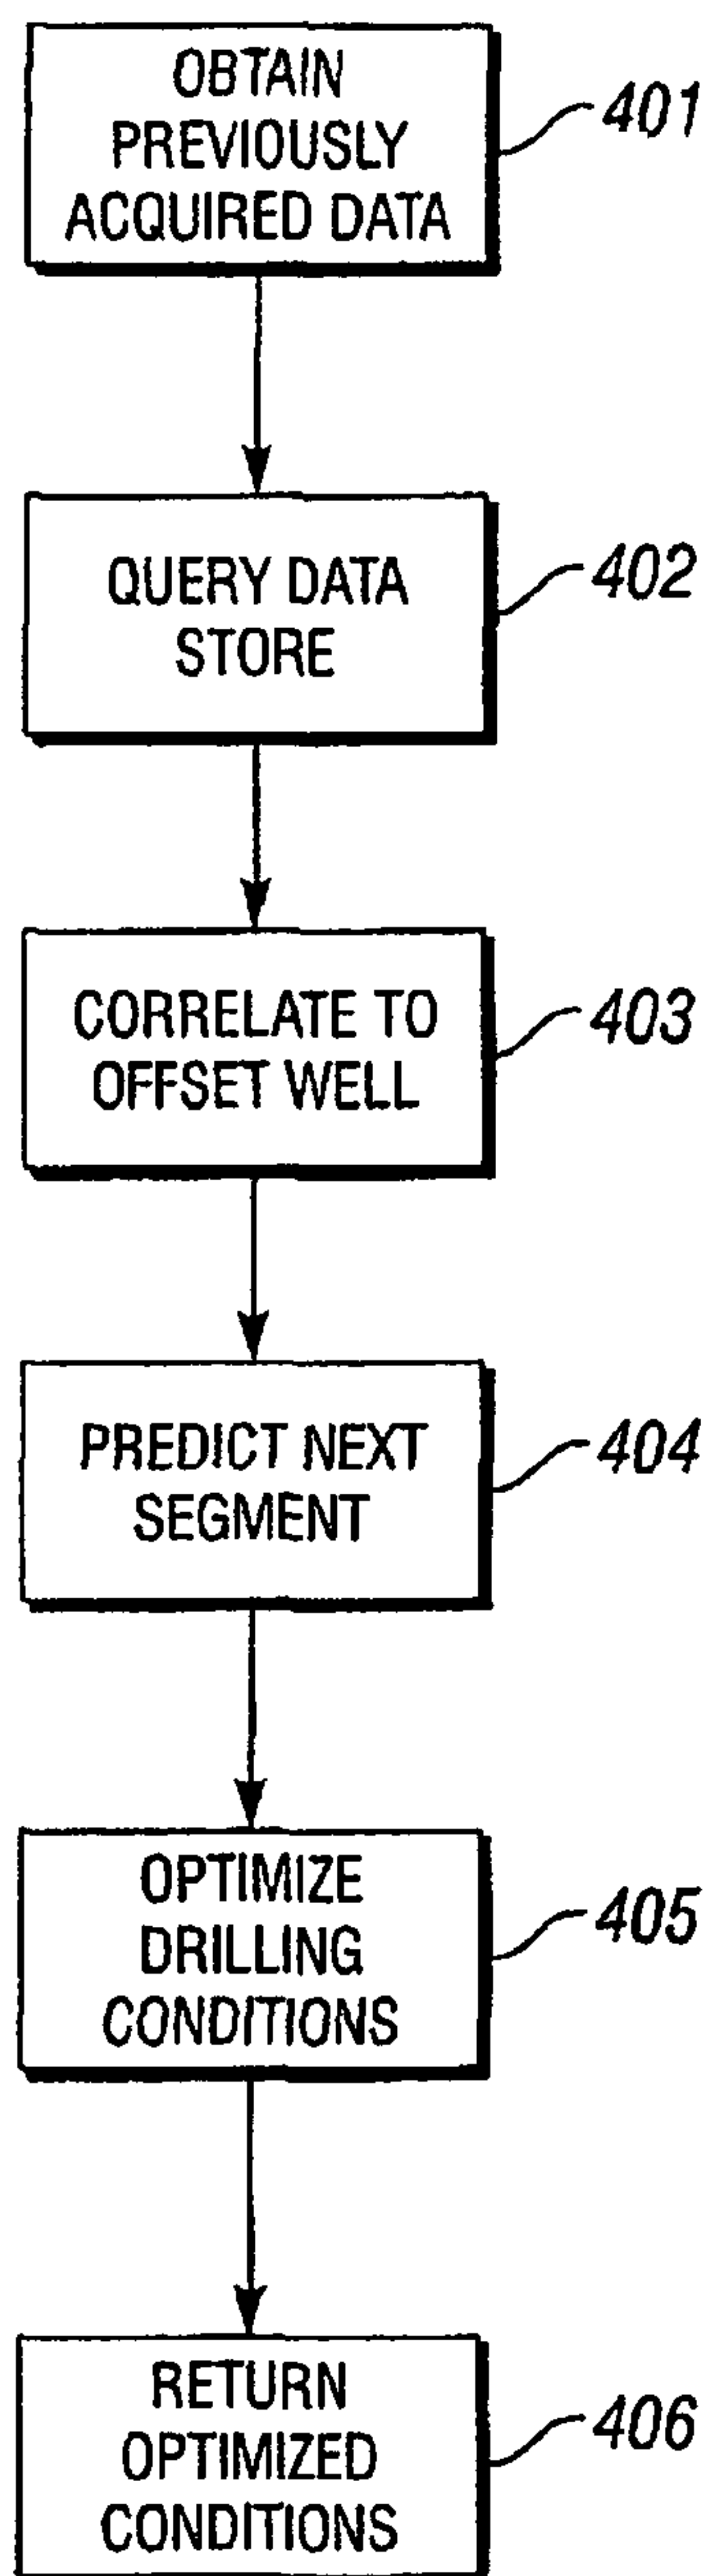 OBTAIN
PREVIOUSLY
ACQUIRED DATA
401
QUERY DATA
STORE
402
CORRELATE TO
OFFSET WELL
403
PREDICT NEXT
SEGMENT
404
OPTIMIZE
DRILLING
CONDITIONS
405
RETURN
OPTIMIZED
CONDITIONS
406